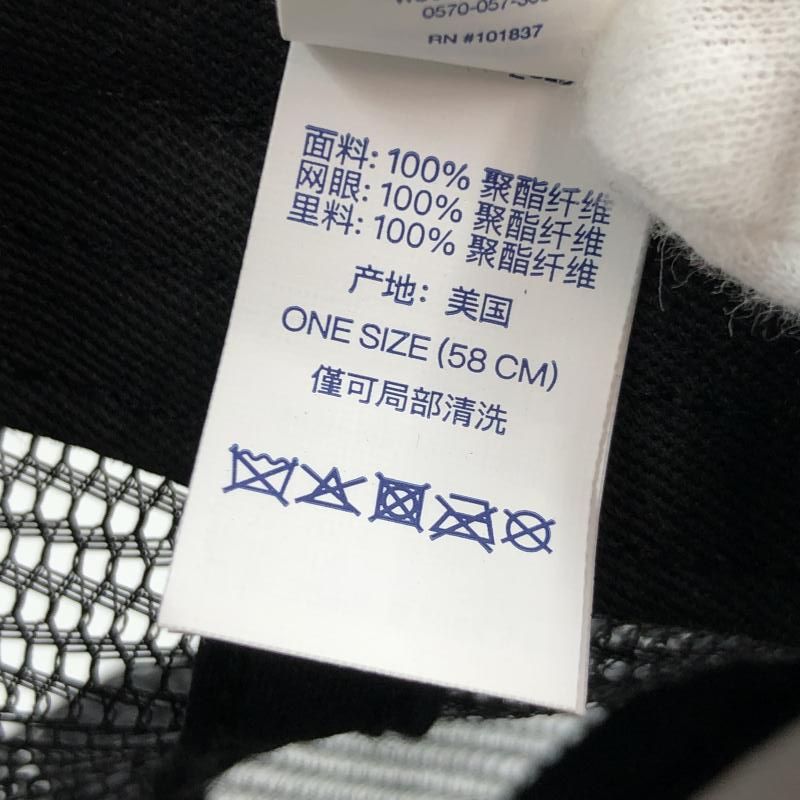 RN #101837
面料: 100% 聚酯纤维
网眼: 100% 聚酯纤维
里料: 100% 聚酯纤维
产地: 美国
ONE SIZE (58 CM)
僅可局部清洗